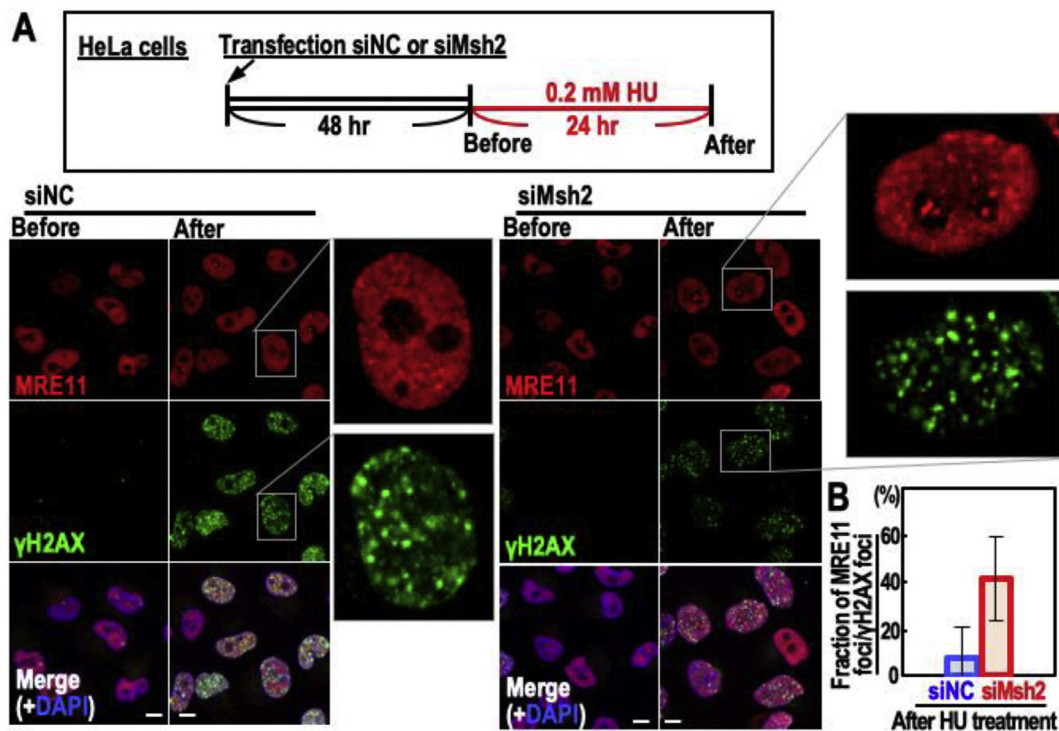 A
HeLa cells
Transfection siNC or siMsh2
0.2 mM HU
48 hr
24 hr
Before
After
siNC
Before After
MRE11
γH2AX
Merge
(+DAPI)
siMsh2
Before After
MRE11
γH2AX
Merge
(+DAPI)
B
(%)
Fraction of MRE11
foci/γH2AX foci
60
40
20
0
siNC siMsh2
After HU treatment